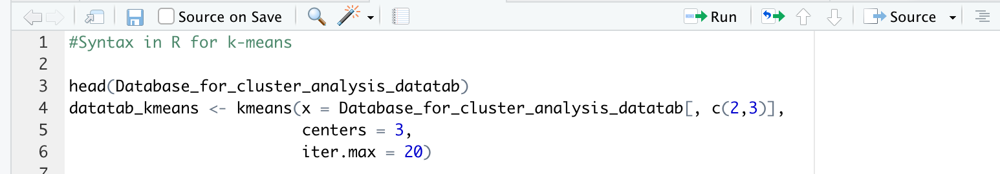 Source on Save Run Source
1 #Syntax in R for k-means
2
3 head(Database_for_cluster_analysis_datatab)
4 datatab_kmeans <- kmeans(x = Database_for_cluster_analysis_datatab[, c(2,3)],
5 centers = 3,
6 iter.max = 20)
7